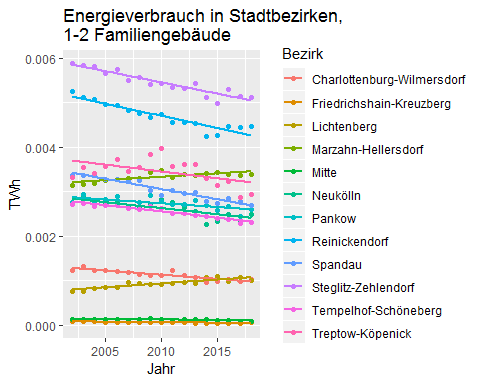 Energieverbrauch in Stadtbezirken,
1-2 Familiengebäude
TWh
0.006
0.004
0.002
0.000
2005
2010
2015
Jahr
Bezirk
Charlottenburg-Wilmersdorf
Friedrichshain-Kreuzberg
Lichtenberg
Marzahn-Hellersdorf
Mitte
Neukölln
Pankow
Reinickendorf
Spandau
Steglitz-Zehlendorf
Tempelhof-Schöneberg
Treptow-Köpenick